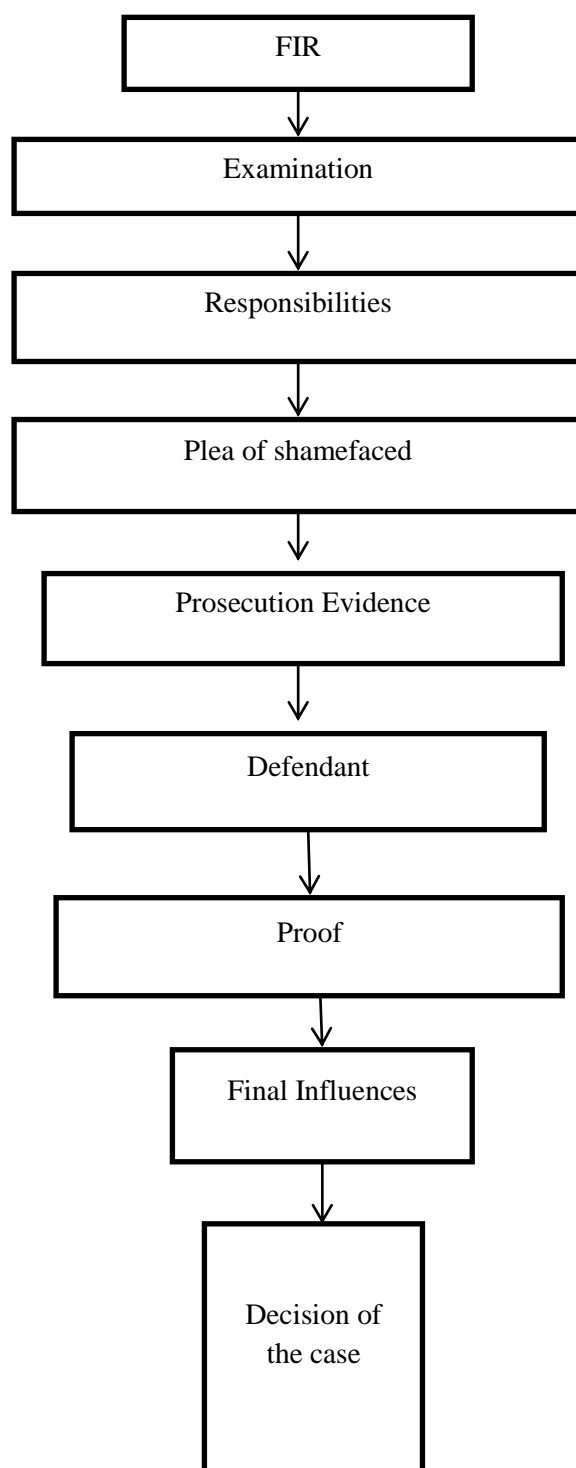 FIR
Examination
Responsibilities
Plea of shamefaced
Prosecution Evidence
Defendant
Proof
Final Influences
Decision of
the case